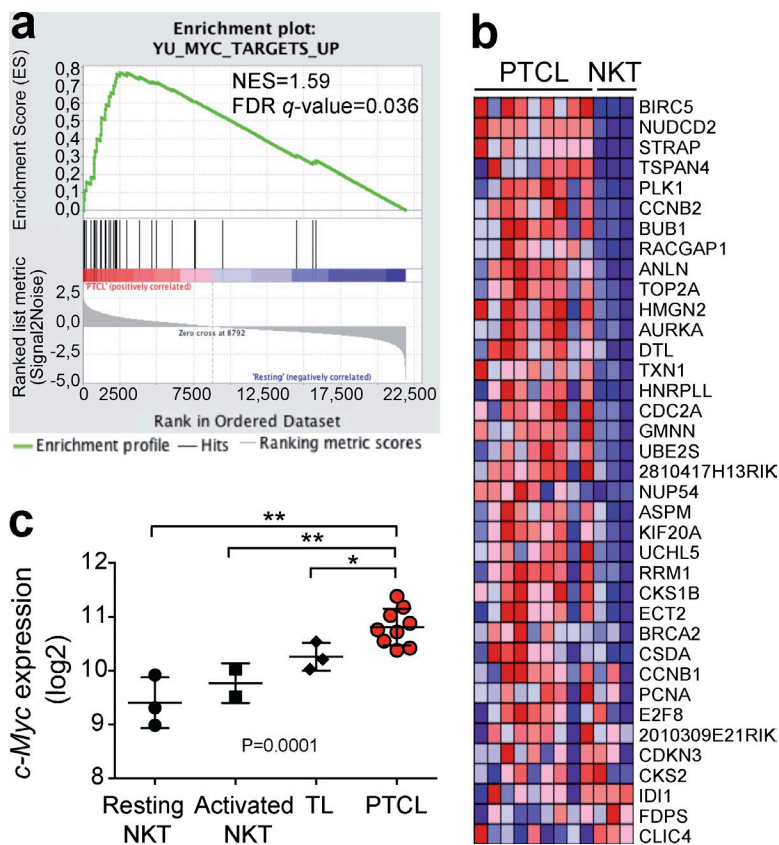 a
Enrichment plot:
YU_MYC_TARGETS_UP
NES=1.59
FDR q-value=0.036
Enrichment Score (ES)
0,8
0,7
0,6
0,5
0,4
0,3
0,2
0,1
0,0
'PTCL' (positively correlated)
Ranked list metric
(Signal2Noise)
2,5
0,0
-2,5
-5,0
Zero cross at 8792
'Resting' (negatively correlated)
0 2500 7500 12,500 17,500 22,500
Rank in Ordered Dataset
Enrichment profile Hits Ranking metric scores
b
PTCL NKT
BIRC5
NUDCD2
STRAP
TSPAN4
PLK1
CCNB2
BUB1
RACGAP1
ANLN
TOP2A
HMGN2
AURKA
DTL
TXN1
HNRPLL
CDC2A
GMNN
UBE2S
2810417H13RIK
NUP54
ASPM
KIF20A
UCHL5
RRM1
CKS1B
ECT2
BRCA2
CSDA
CCNB1
PCNA
E2F8
2010309E21RIK
CDKN3
CKS2
IDI1
FDPS
CLIC4
c
**
**
*
c-Myc expression
(log2)
12
11
10
9
8
P=0.0001
Resting
NKT
Activated
NKT
TL
PTCL